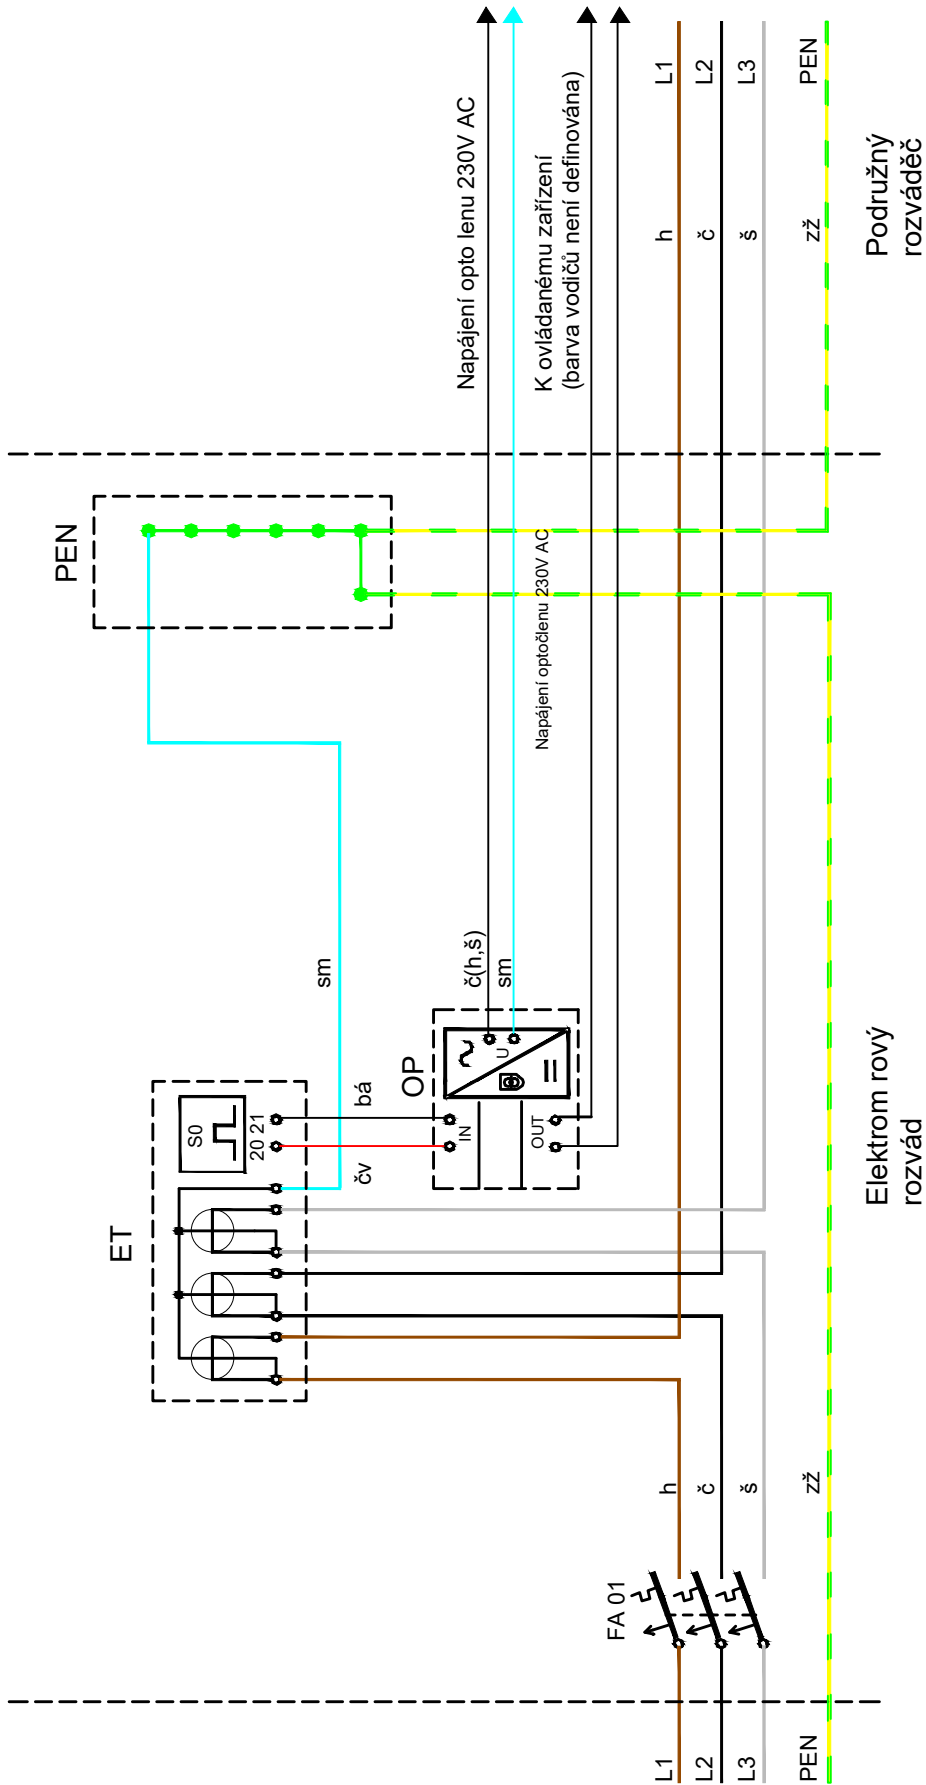 PEN
Napájení opto lenu 230V AC
K ovládanému zařízení
(barva vodičů není definována)
L1
L2
L3
PEN
h
č
š
zž
Podružný
rozváděč
Napájení optočlenu 230V AC
sm
č(h,š)
sm
ET
S0
20 21
bá
čv
OP
U
IN
OUT
Elektrom rový
rozvád
FA 01
h
č
š
zž
L1
L2
L3
PEN